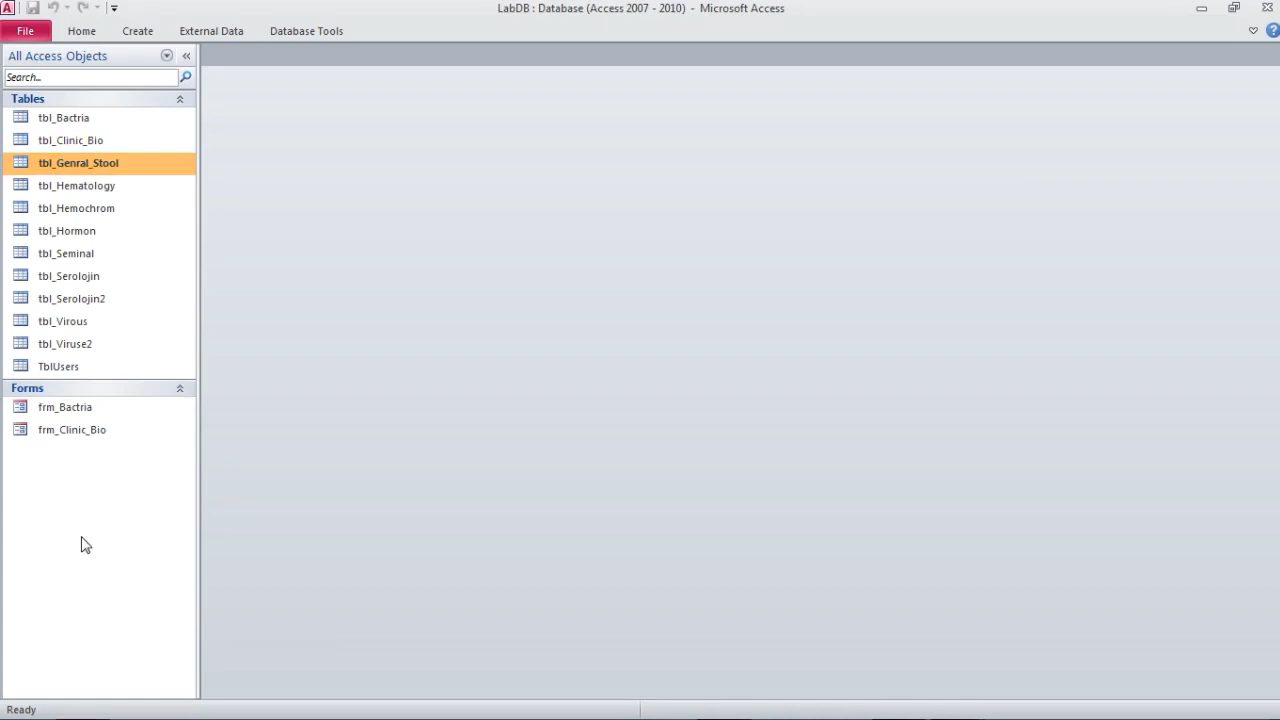 LabDB : Database (Access 2007 - 2010) - Microsoft Access
File Home Create External Data Database Tools
All Access Objects
Search...
Tables
tbl_Bactria
tbl_Clinic_Bio
tbl_Genral_Stool
tbl_Hematology
tbl_Hemochrom
tbl_Hormon
tbl_Seminal
tbl_Serolojin
tbl_Serolojin2
tbl_Virous
tbl_Viruse2
TblUsers
Forms
frm_Bactria
frm_Clinic_Bio
Ready